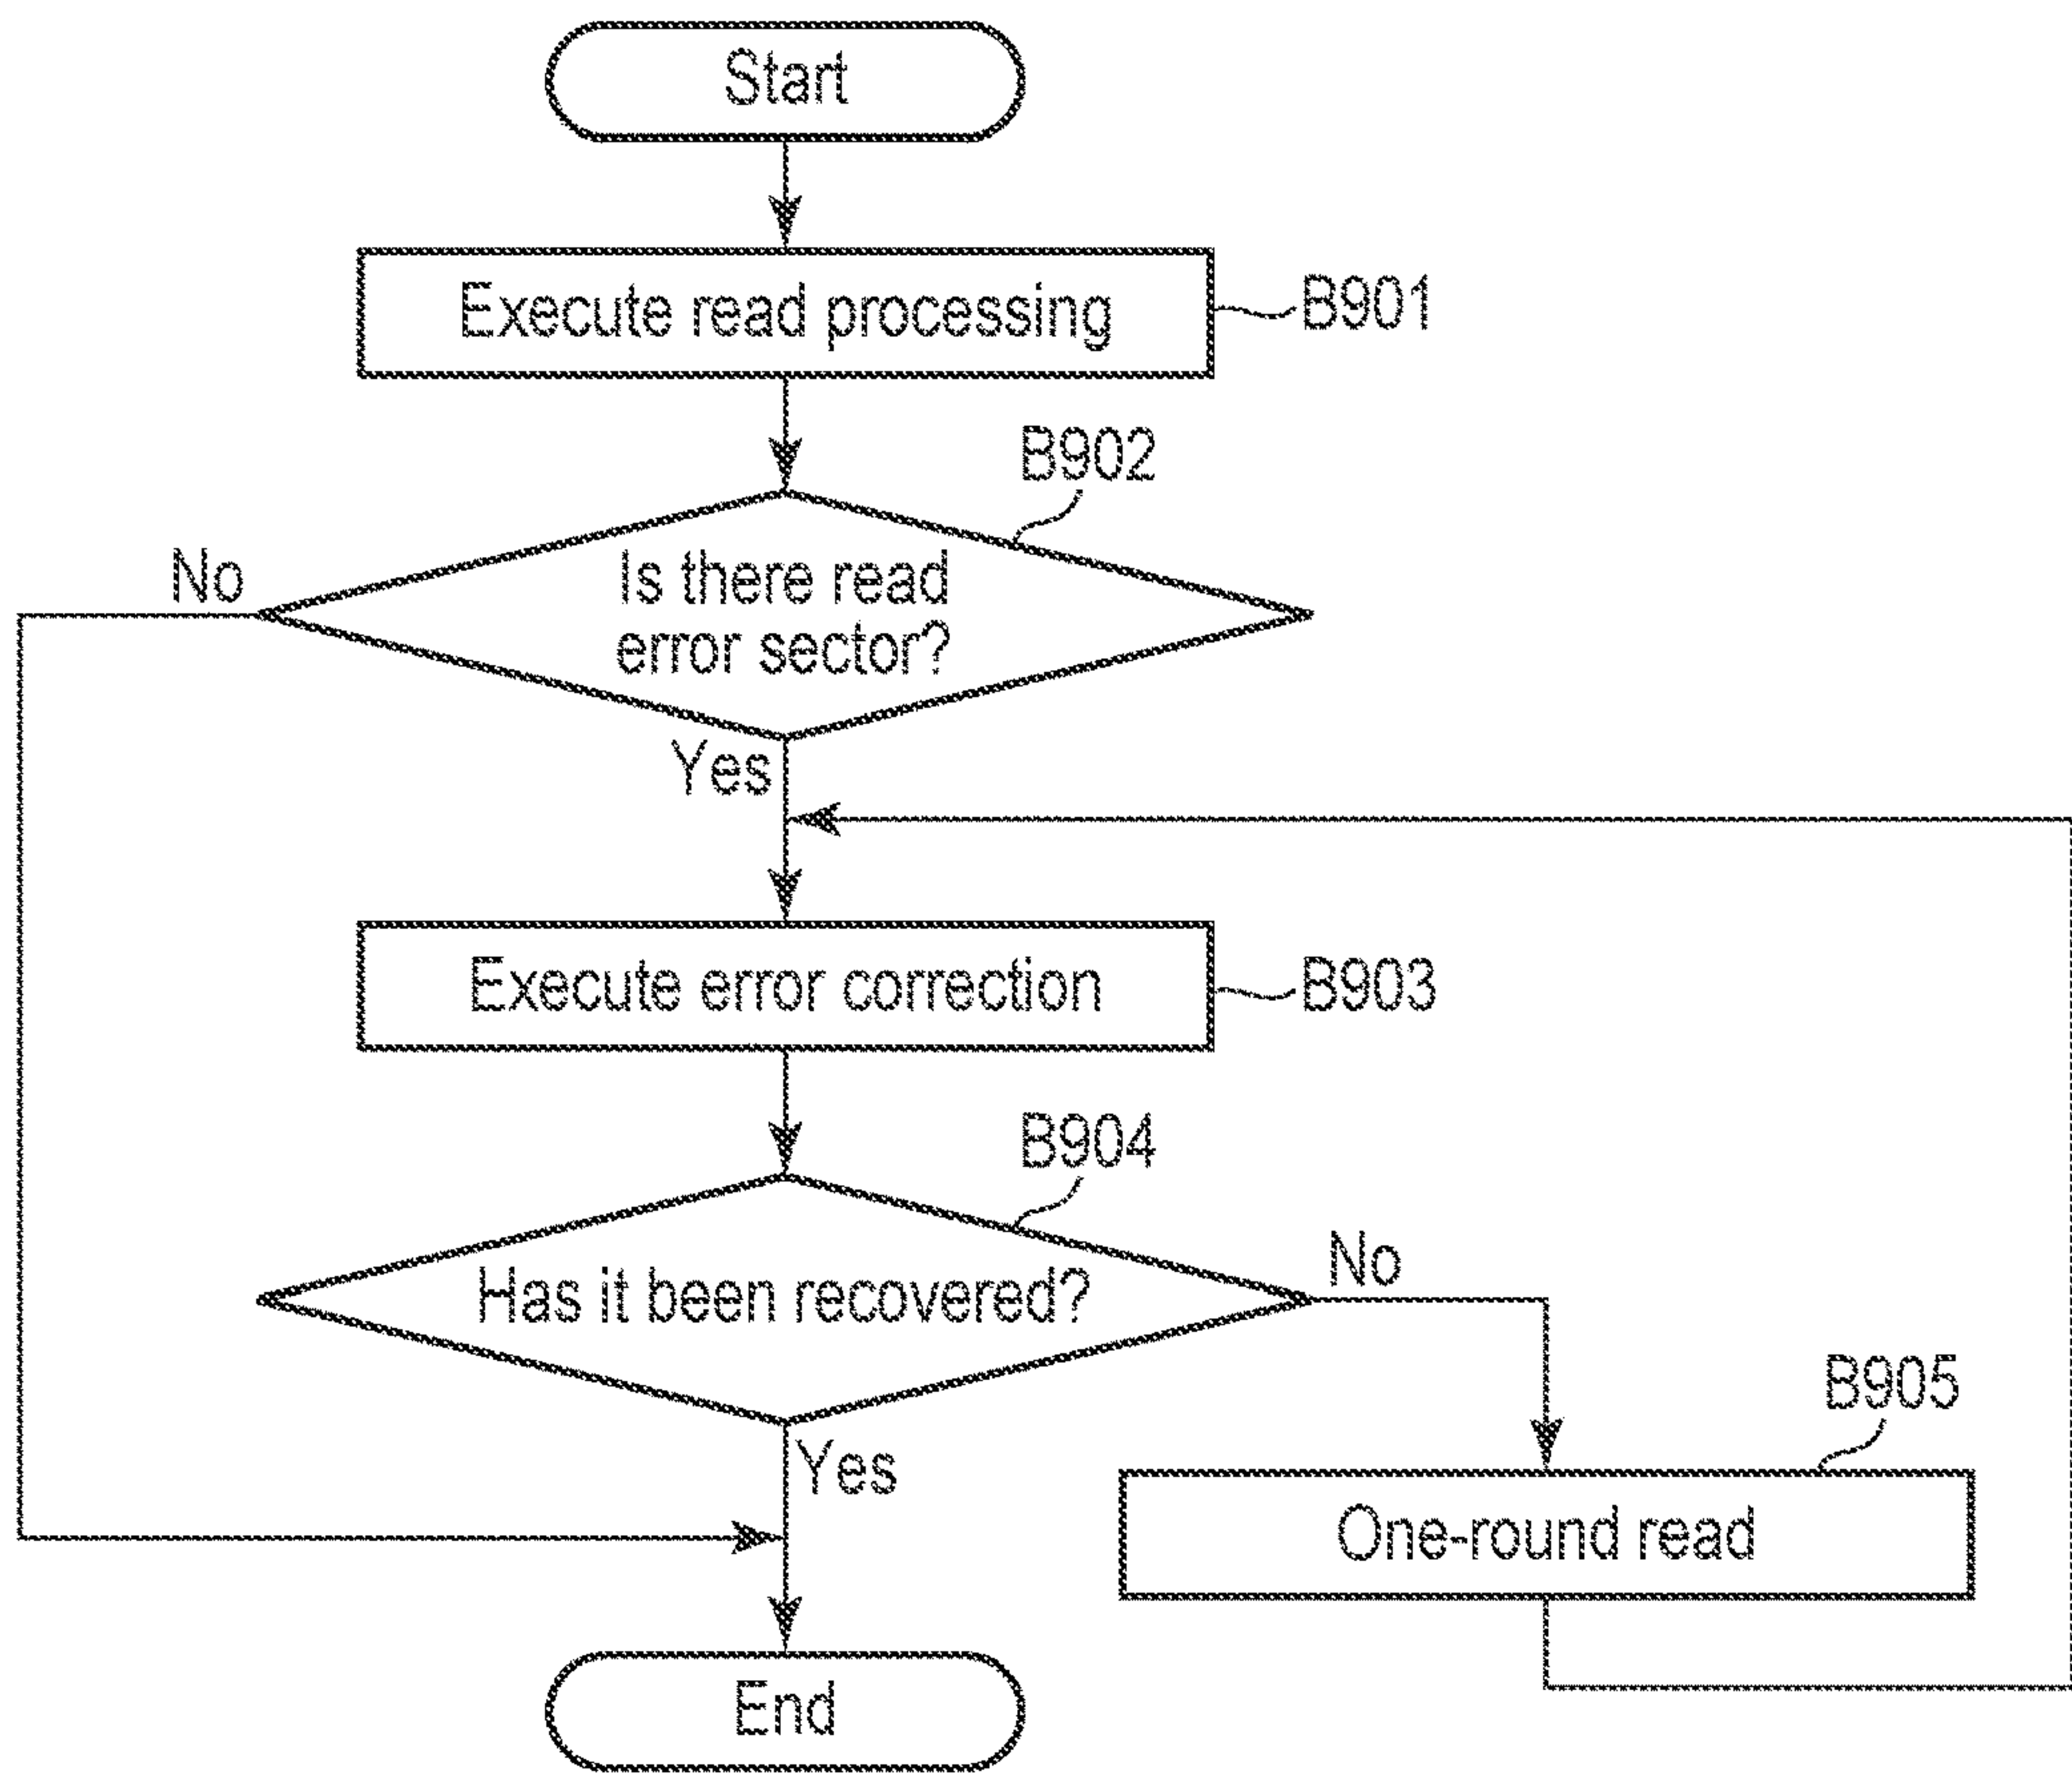 Start
Execute read processing
B901
B902
No
Is there read
error sector?
Yes
Execute error correction
B903
B904
Has it been recovered?
No
B905
Yes
One-round read
End